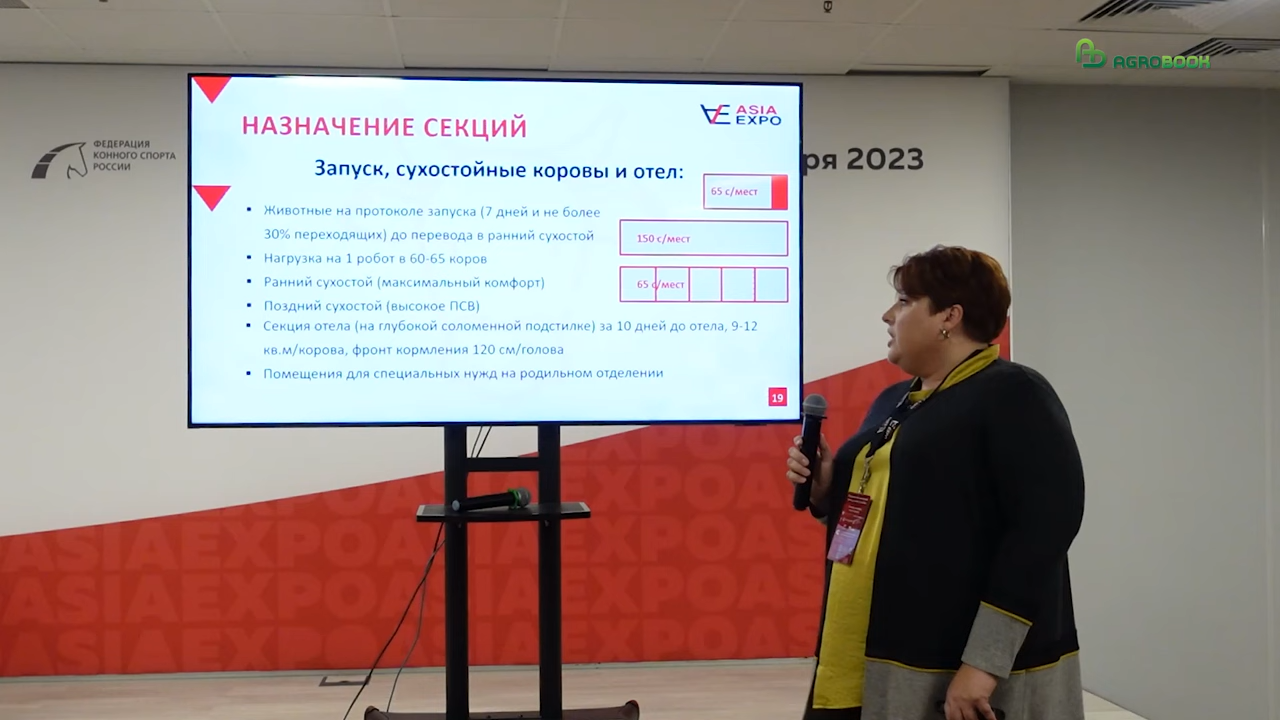 AGROBOOK
НАЗНАЧЕНИЕ СЕКЦИЙ
ASIA
EXPO
ФЕДЕРАЦИЯ
КОННОГО СПОРТА
РОССИИ
ря 2023
Запуск, сухостойные коровы и отел:
65 с/мест
▪ Животные на протоколе запуска (7 дней и не более
30% переходящих) до перевода в ранний сухостой
150 с/мест
▪ Нагрузка на 1 робот в 60-65 коров
▪ Ранний сухостой (максимальный комфорт)
65 с/мест
▪ Поздний сухостой (высокое ПСВ)
▪ Секция отела (на глубокой соломенной подстилке) за 10 дней до отела, 9-12
кв.м/корова, фронт кормления 120 см/голова
▪ Помещения для специальных нужд на родильном отделении
19
EXPOAS
ASIAEXPOASIAEXPOAS
ASIAEXPOASIAEXPOAS
ASIAEXPOASIAEXPOAS